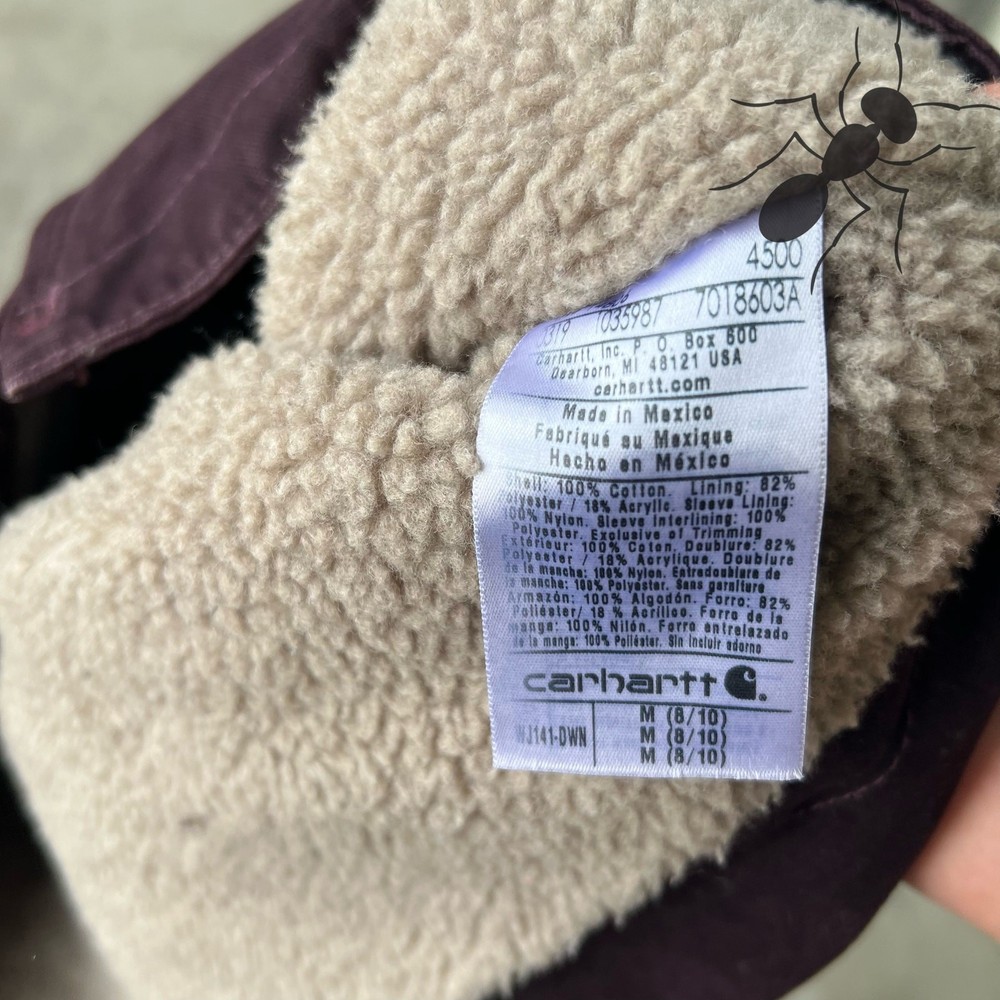 4500
1035987 7018603A
Carhartt, Inc. P. O. Box 600
Dearborn, MI 48121 USA
carhartt.com
Made in Mexico
Fabriqué au Mexique
Hecho en México
Shell: 100% Cotton. Lining: 82%
Polyester / 18% Acrylic. Sleeve Lining:
100% Nylon. Sleeve Interlining: 100%
Polyester. Exclusive of Trimming
Extérieur: 100% Coton. Doublure: 82%
Polyester / 18% Acrylique. Doublure
de la manche: 100% Nylon. Entredoublure de
la manche: 100% Polyester. Sans garniture
Armazón: 100% Algodón. Forro: 82%
Poliéster/ 18 % Acrílico. Forro de la
manga: 100% Nilón. Forro entrelazado
de la manga: 100% Poliéster. Sin incluir adorno
carhartt
M (8/10)
WJ141-DWN M (8/10)
M (8/10)